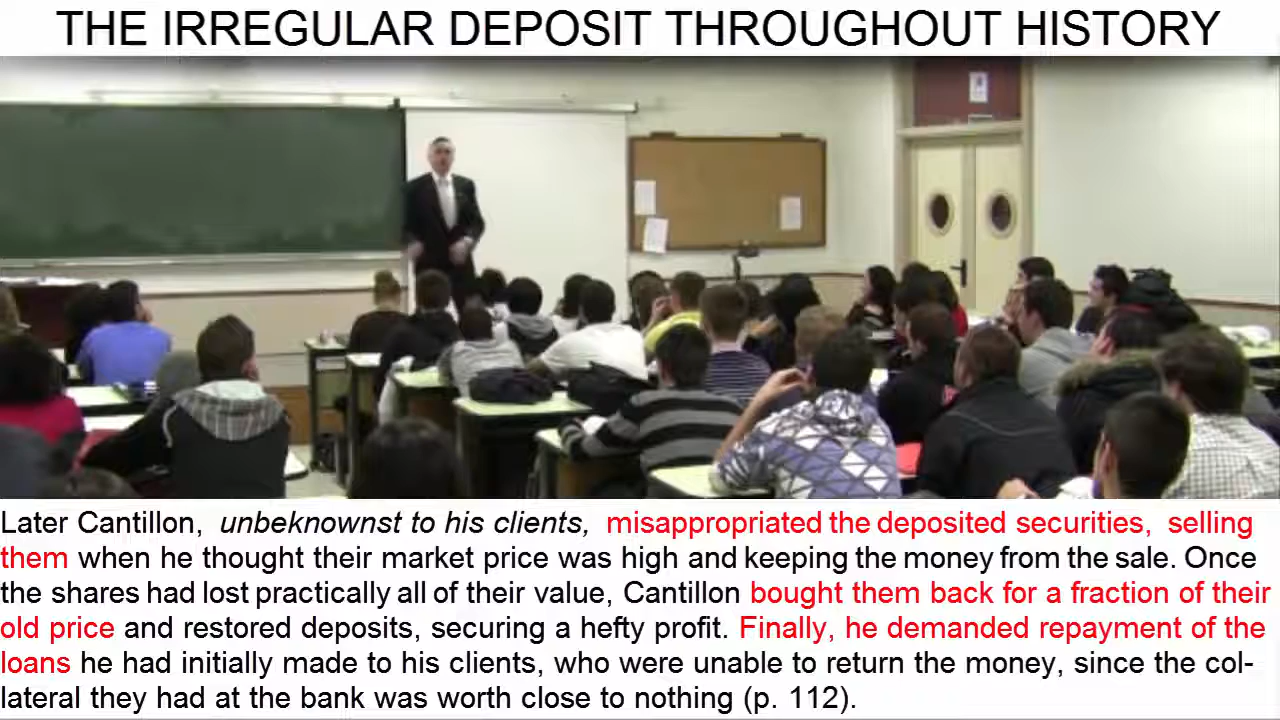 THE IRREGULAR DEPOSIT THROUGHOUT HISTORY
Later Cantillon, unbeknownst to his clients, misappropriated the deposited securities, selling
them when he thought their market price was high and keeping the money from the sale. Once
the shares had lost practically all of their value, Cantillon bought them back for a fraction of their
old price and restored deposits, securing a hefty profit. Finally, he demanded repayment of the
loans he had initially made to his clients, who were unable to return the money, since the col-
lateral they had at the bank was worth close to nothing (p. 112).